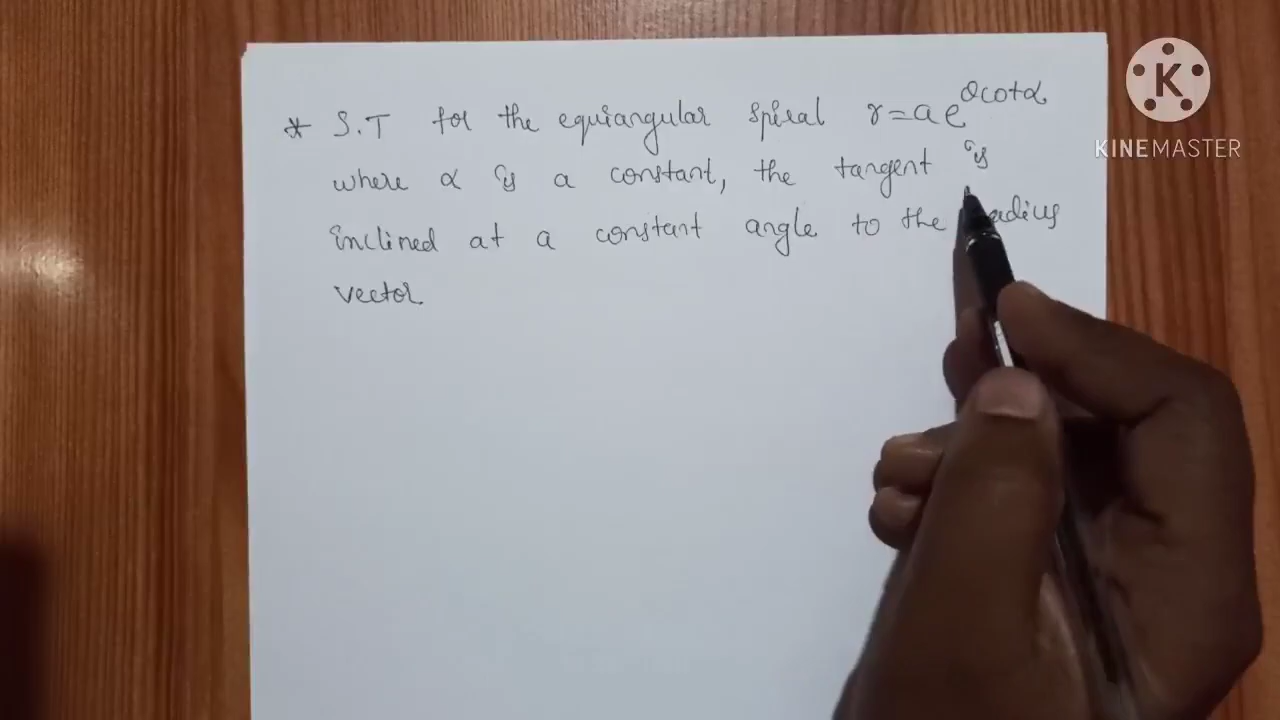 * S.T for the equiangular spiral r=ae^θcotα
where α is a constant, the tangent is
inclined at a constant angle to the radius
vector
K
KINEMASTER